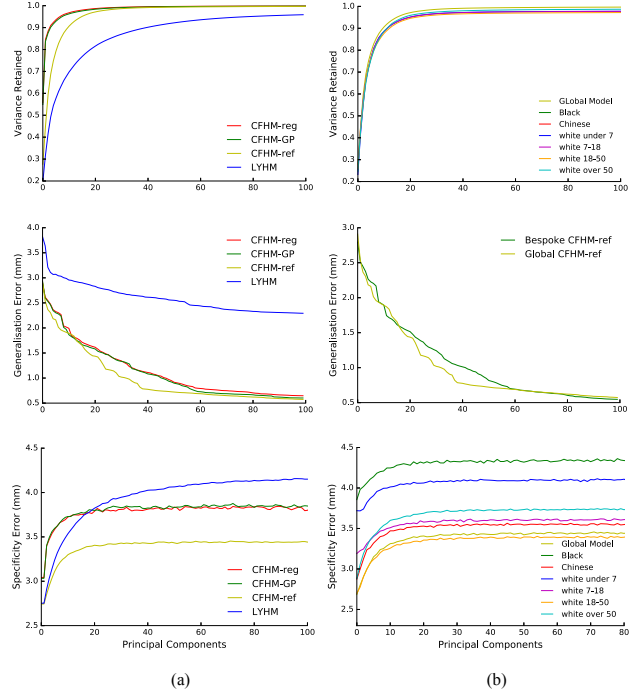 Variance Retained
1.0
0.9
0.8
0.7
0.6
0.5
0.4
0.3
0.2
0 20 40 60 80 100
CFHM-reg
CFHM-GP
CFHM-ref
LYHM
Variance Retained
1.0
0.9
0.8
0.7
0.6
0.5
0.4
0.3
0.2
0 20 40 60 80 100
GLobal Model
Black
Chinese
white under 7
white 7-18
white 18-50
white over 50
Generalisation Error (mm)
4.0
3.5
3.0
2.5
2.0
1.5
1.0
0.5
0 20 40 60 80 100
CFHM-reg
CFHM-GP
CFHM-ref
LYHM
Generalisation Error (mm)
3.0
2.5
2.0
1.5
1.0
0.5
0 20 40 60 80 100
Bespoke CFHM-ref
Global CFHM-ref
Specificity Error (mm)
4.5
4.0
3.5
3.0
2.5
0 20 40 60 80 100
Principal Components
CFHM-reg
CFHM-GP
CFHM-ref
LYHM
Specificity Error (mm)
4.5
4.0
3.5
3.0
2.5
0 10 20 30 40 50 60 70 80
Principal Components
Global Model
Black
Chinese
white under 7
white 7-18
white 18-50
white over 50
(a)
(b)